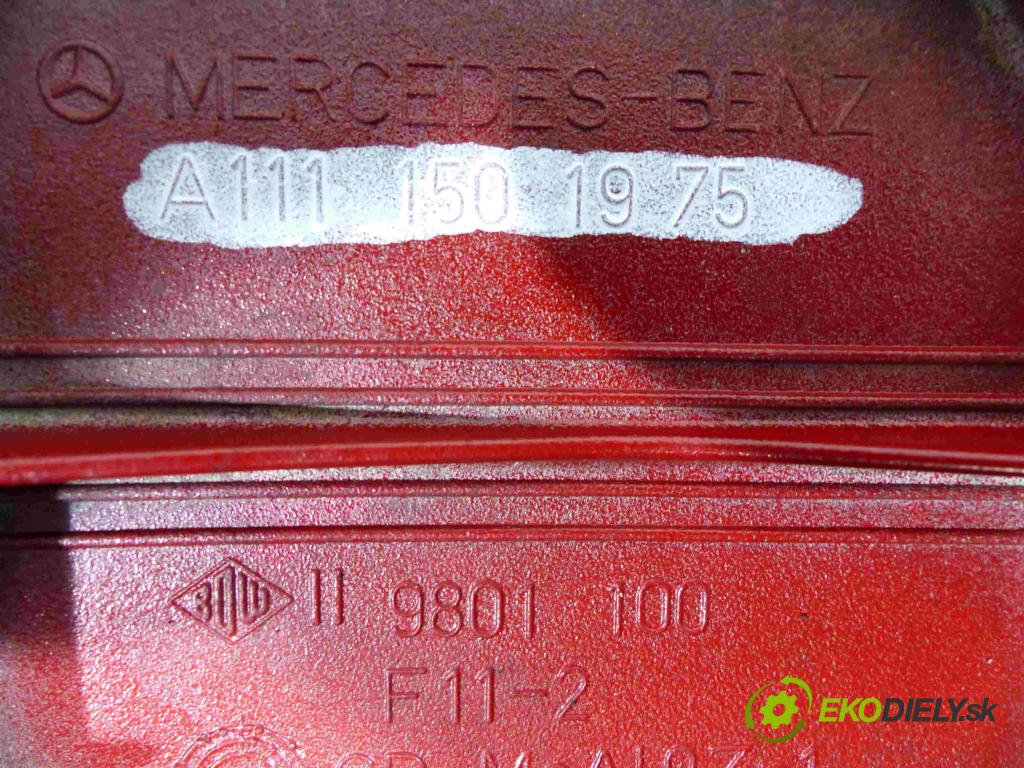 MERCEDES-BENZ
A111 150 19 75
II 9801 100
F11-2
EKODIELY.sk